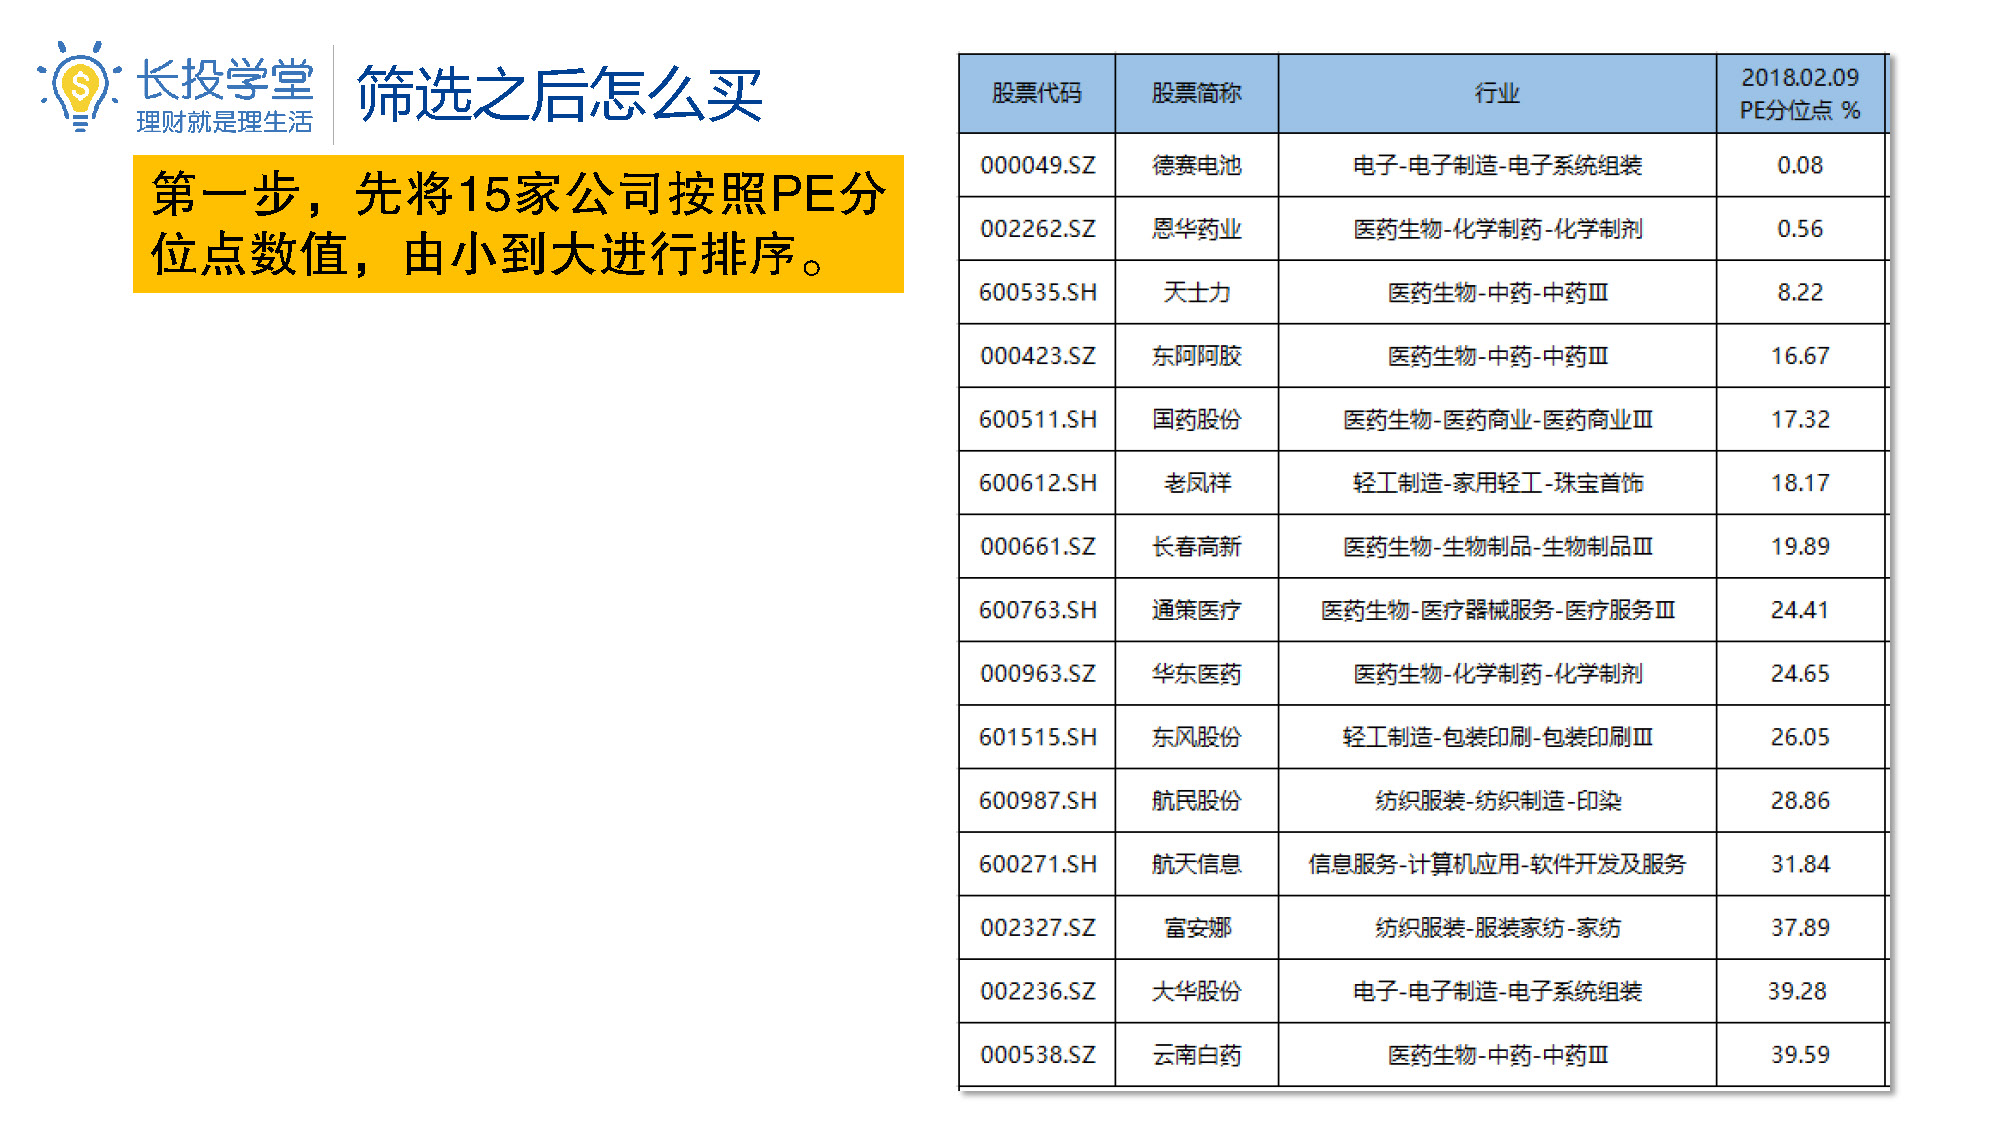 长投学堂
理财就是理生活
筛选之后怎么买
第一步，先将15家公司按照PE分
位点数值，由小到大进行排序。
股票代码 股票简称 行业 2018.02.09 PE分位点 %
000049.SZ 德赛电池 电子-电子制造-电子系统组装 0.08
002262.SZ 恩华药业 医药生物-化学制药-化学制剂 0.56
600535.SH 天士力 医药生物-中药-中药Ⅲ 8.22
000423.SZ 东阿阿胶 医药生物-中药-中药Ⅲ 16.67
600511.SH 国药股份 医药生物-医药商业-医药商业Ⅲ 17.32
600612.SH 老凤祥 轻工制造-家用轻工-珠宝首饰 18.17
000661.SZ 长春高新 医药生物-生物制品-生物制品Ⅲ 19.89
600763.SH 通策医疗 医药生物-医疗器械服务-医疗服务Ⅲ 24.41
000963.SZ 华东医药 医药生物-化学制药-化学制剂 24.65
601515.SH 东风股份 轻工制造-包装印刷-包装印刷Ⅲ 26.05
600987.SH 航民股份 纺织服装-纺织制造-印染 28.86
600271.SH 航天信息 信息服务-计算机应用-软件开发及服务 31.84
002327.SZ 富安娜 纺织服装-服装家纺-家纺 37.89
002236.SZ 大华股份 电子-电子制造-电子系统组装 39.28
000538.SZ 云南白药 医药生物-中药-中药Ⅲ 39.59